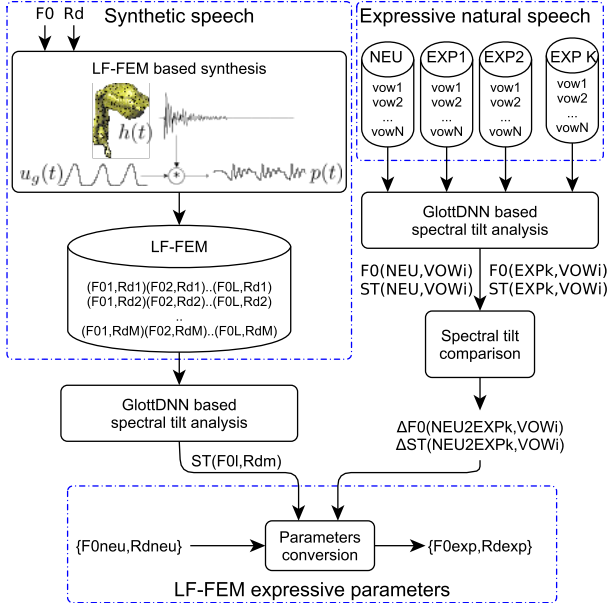 Synthetic speech
F0 Rd
LF-FEM based synthesis
h(t)
u_g(t)
*
p(t)
LF-FEM
(F01,Rd1)(F02,Rd1)..(F0L,Rd1)
(F01,Rd2)(F02,Rd2)..(F0L,Rd2)
..
(F01,RdM)(F02,RdM)..(F0L,RdM)
GlottDNN based
spectral tilt analysis
ST(F0l,Rdm)
Expressive natural speech
NEU EXP1 EXP2 EXP K
vow1 vow1 vow1 vow1
vow2 vow2 vow2 vow2
... ... ... ...
vowN vowN vowN vowN
GlottDNN based
spectral tilt analysis
F0(NEU,VOWi) F0(EXPk,VOWi)
ST(NEU,VOWi) ST(EXPk,VOWi)
Spectral tilt
comparison
ΔF0(NEU2EXPk,VOWi)
ΔST(NEU2EXPk,VOWi)
{F0neu,Rdneu}
Parameters
conversion
{F0exp,Rdexp}
LF-FEM expressive parameters